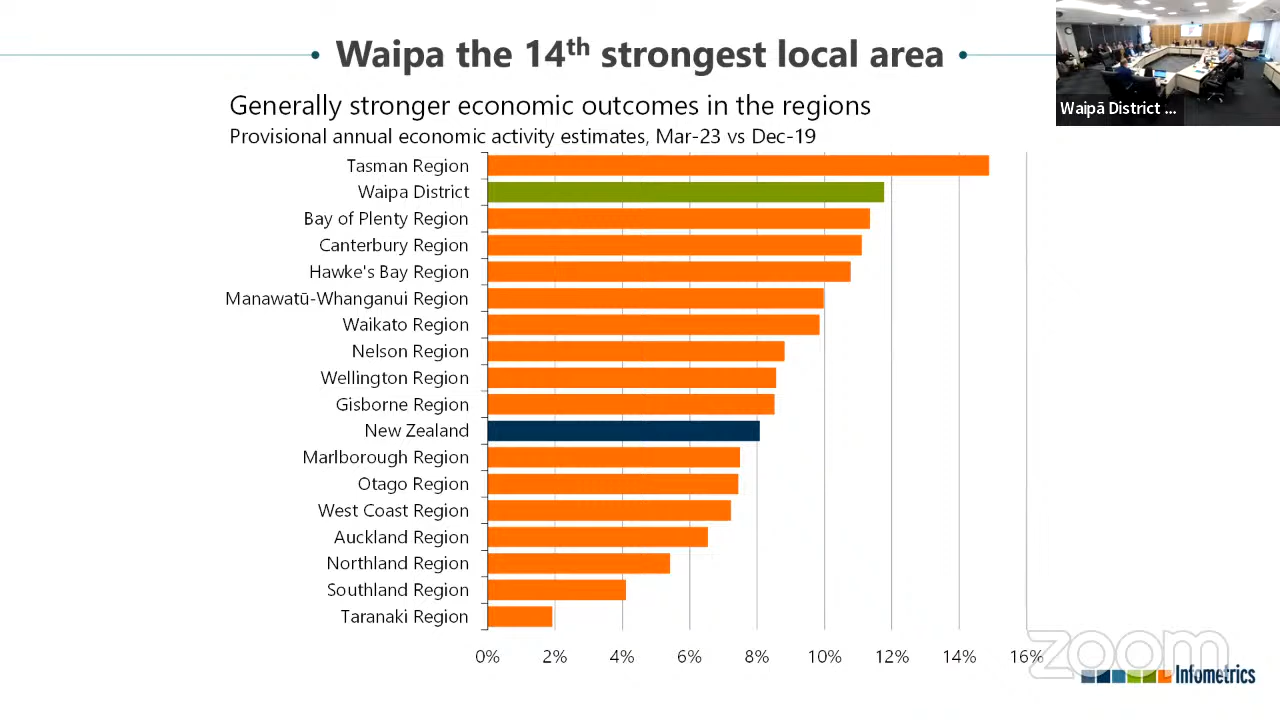 Waipa the 14th strongest local area
Waipā District ...
Generally stronger economic outcomes in the regions
Provisional annual economic activity estimates, Mar-23 vs Dec-19
Tasman Region
Waipa District
Bay of Plenty Region
Canterbury Region
Hawke's Bay Region
Manawatū-Whanganui Region
Waikato Region
Nelson Region
Wellington Region
Gisborne Region
New Zealand
Marlborough Region
Otago Region
West Coast Region
Auckland Region
Northland Region
Southland Region
Taranaki Region
0% 2% 4% 6% 8% 10% 12% 14% 16%
zoom
Infometrics